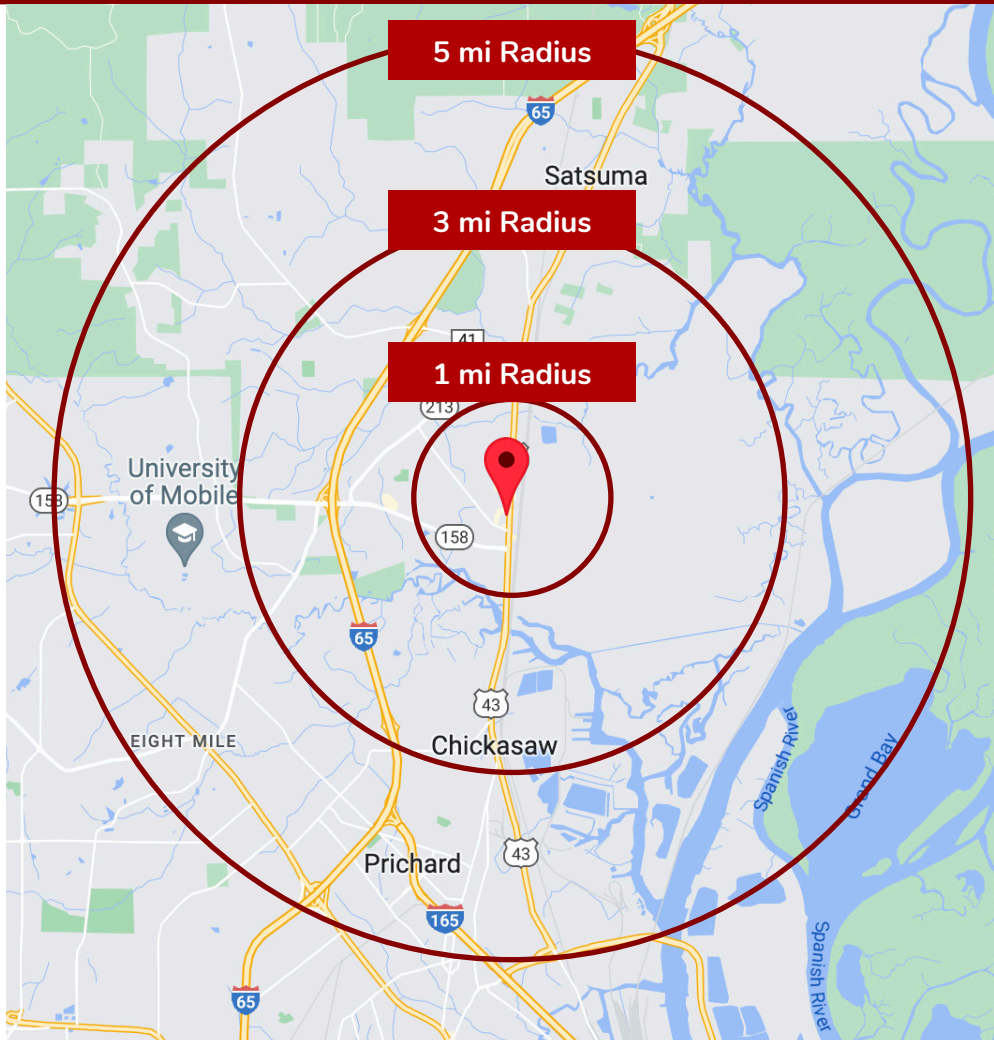 5 mi Radius
65
Satsuma
3 mi Radius
41
1 mi Radius
213
University
of Mobile
158
158
65
43
Spanish River
EIGHT MILE
Chickasaw
Grand Bay
43
Prichard
165
Spanish River
65